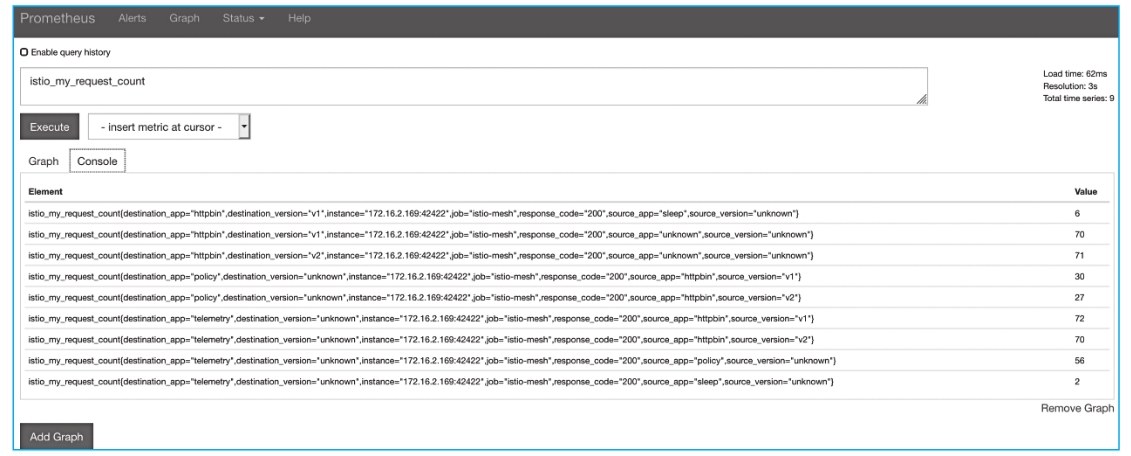 Prometheus Alerts Graph Status Help
Enable query history
istio_my_request_count
Load time: 62ms
Resolution: 3s
Total time series: 9
Execute - insert metric at cursor -
Graph Console
Element Value
istio_my_request_count{destination_app="httpbin",destination_version="v1",instance="172.16.2.169:42422",job="istio-mesh",response_code="200",source_app="sleep",source_version="unknown"} 6
istio_my_request_count{destination_app="httpbin",destination_version="v1",instance="172.16.2.169:42422",job="istio-mesh",response_code="200",source_app="unknown",source_version="unknown"} 70
istio_my_request_count{destination_app="httpbin",destination_version="v2",instance="172.16.2.169:42422",job="istio-mesh",response_code="200",source_app="unknown",source_version="unknown"} 71
istio_my_request_count{destination_app="policy",destination_version="unknown",instance="172.16.2.169:42422",job="istio-mesh",response_code="200",source_app="httpbin",source_version="v1"} 30
istio_my_request_count{destination_app="policy",destination_version="unknown",instance="172.16.2.169:42422",job="istio-mesh",response_code="200",source_app="httpbin",source_version="v2"} 27
istio_my_request_count{destination_app="telemetry",destination_version="unknown",instance="172.16.2.169:42422",job="istio-mesh",response_code="200",source_app="httpbin",source_version="v1"} 72
istio_my_request_count{destination_app="telemetry",destination_version="unknown",instance="172.16.2.169:42422",job="istio-mesh",response_code="200",source_app="httpbin",source_version="v2"} 70
istio_my_request_count{destination_app="telemetry",destination_version="unknown",instance="172.16.2.169:42422",job="istio-mesh",response_code="200",source_app="policy",source_version="unknown"} 56
istio_my_request_count{destination_app="telemetry",destination_version="unknown",instance="172.16.2.169:42422",job="istio-mesh",response_code="200",source_app="sleep",source_version="unknown"} 2
Remove Graph
Add Graph